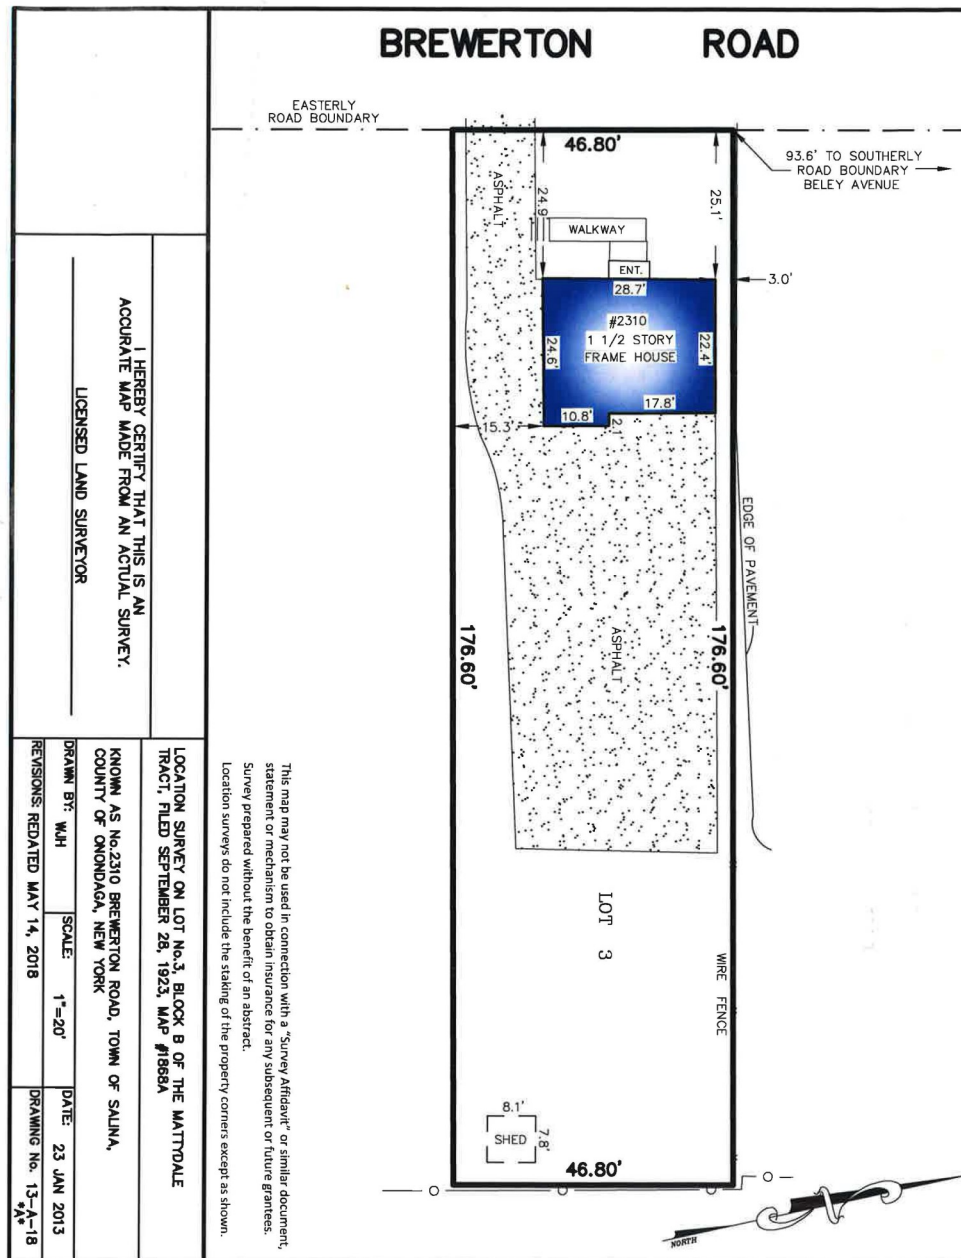 BREWERTON ROAD
EASTERLY
ROAD BOUNDARY
46.80'
93.6' TO SOUTHERLY
ROAD BOUNDARY
BELEY AVENUE
ASPHALT
24.9
25.1'
WALKWAY
ENT.
3.0'
28.7'
#2310
1 1/2 STORY
FRAME HOUSE
24.6'
22.4'
17.8'
10.8'
2.1
15.3'
EDGE OF PAVEMENT
ASPHALT
176.60'
176.60'
LOT 3
WIRE FENCE
8.1'
7.8'
SHED
46.80'
NORTH
This map may not be used in connection with a "Survey Affidavit" or similar document,
statement or mechanism to obtain insurance for any subsequent or future grantees.
Survey prepared without the benefit of an abstract.
Location surveys do not include the staking of the property corners except as shown.
I HEREBY CERTIFY THAT THIS IS AN
ACCURATE MAP MADE FROM AN ACTUAL SURVEY.
LICENSED LAND SURVEYOR
LOCATION SURVEY ON LOT No.3, BLOCK B OF THE MATTYDALE
TRACT, FILED SEPTEMBER 28, 1923, MAP #1868A
KNOWN AS No.2310 BREWERTON ROAD, TOWN OF SALINA,
COUNTY OF ONONDAGA, NEW YORK
DRAWN BY: WJH SCALE: 1"=20' DATE: 23 JAN 2013
REVISIONS: REDATED MAY 14, 2018 DRAWING No. 13-A-18
"A"